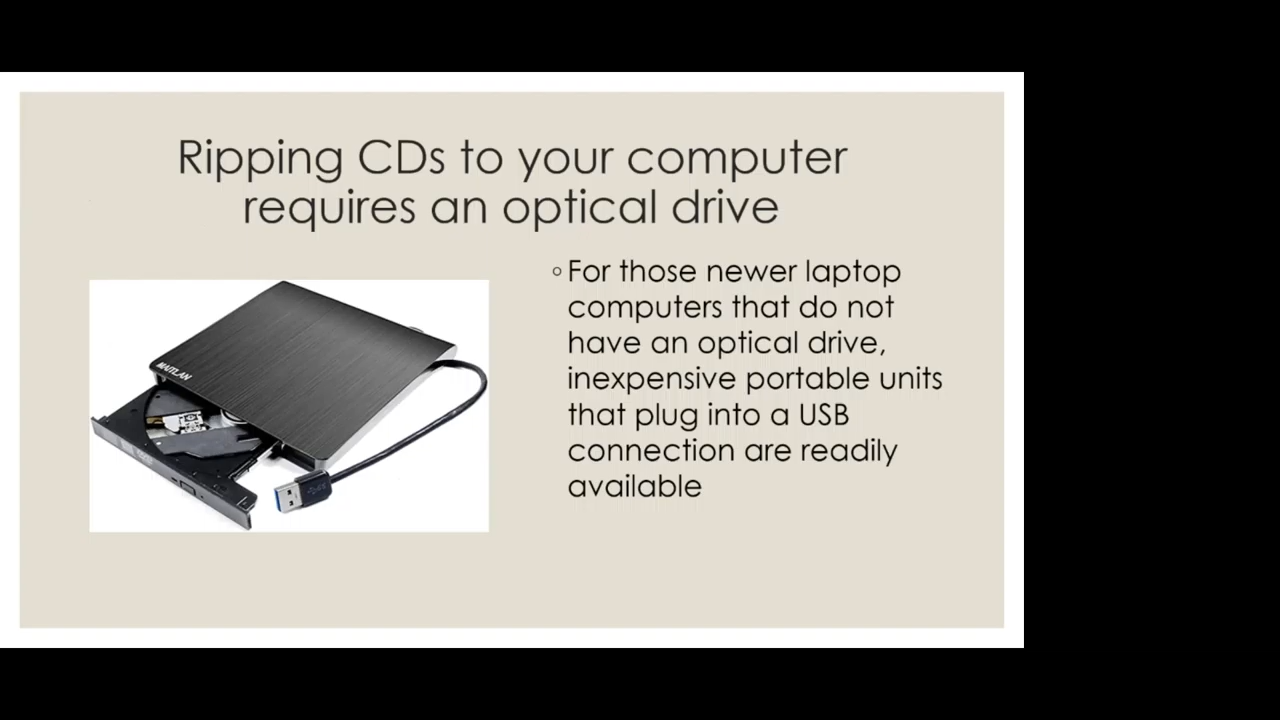 Ripping CDs to your computer
requires an optical drive
MAITLAN
For those newer laptop
computers that do not
have an optical drive,
inexpensive portable units
that plug into a USB
connection are readily
available